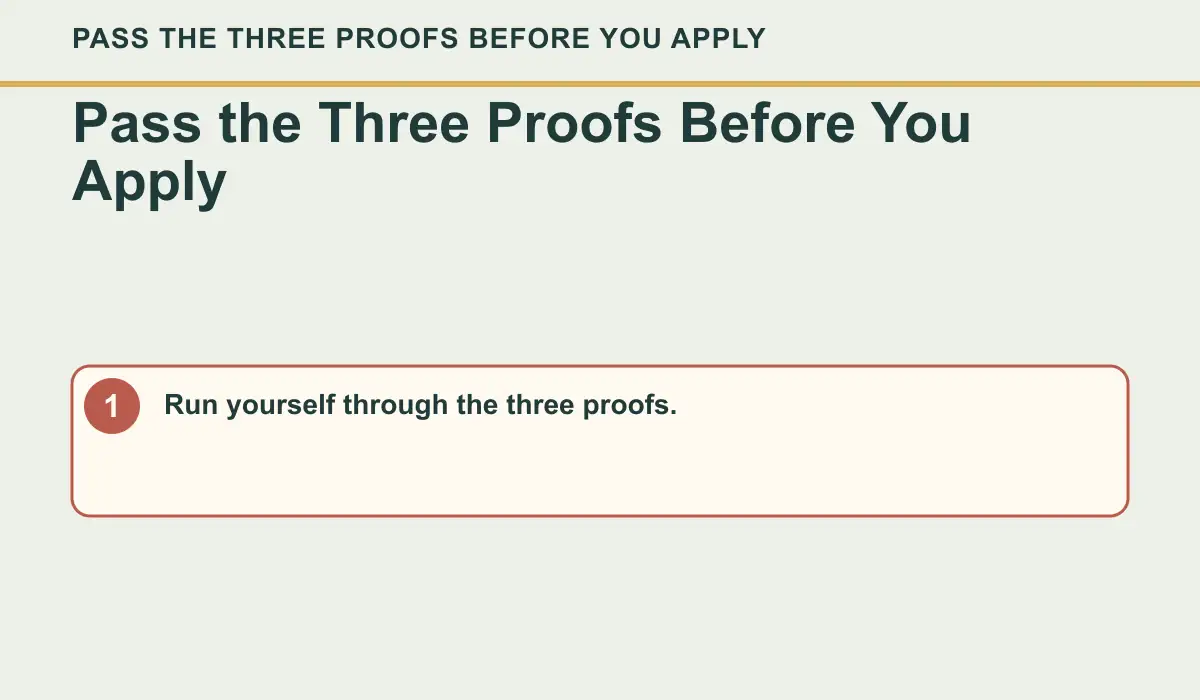 PASS THE THREE PROOFS BEFORE YOU APPLY
Pass the Three Proofs Before You
Apply
1 Run yourself through the three proofs.